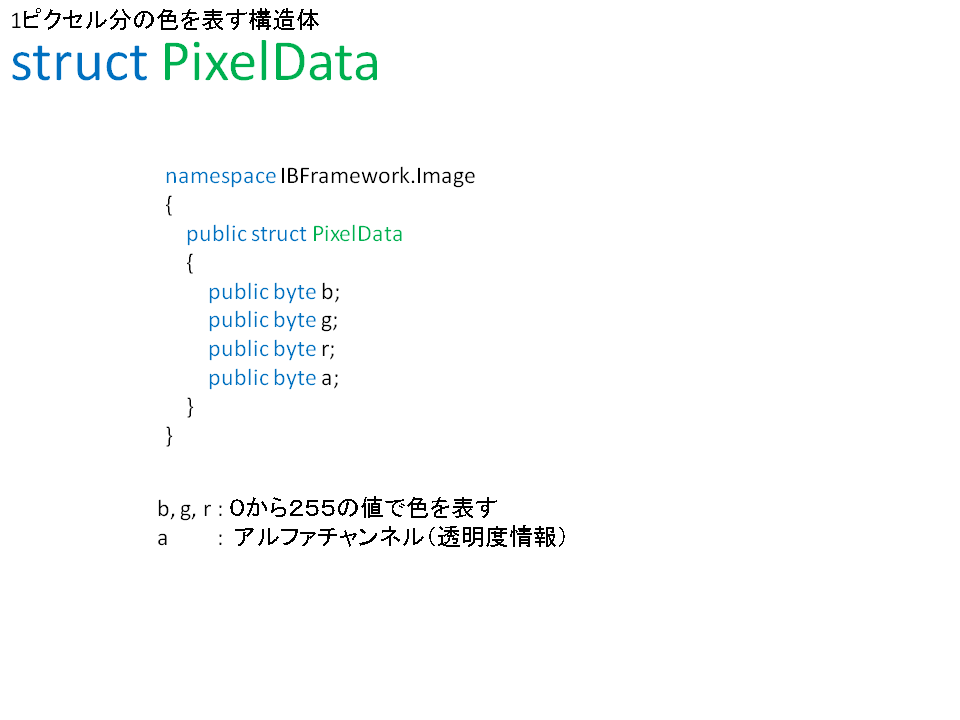 1ピクセル分の色を表す構造体
struct PixelData
namespace IBFramework.Image
{
public struct PixelData
{
public byte b;
public byte g;
public byte r;
public byte a;
}
}
b, g, r : ０から２５５の値で色を表す
a : アルファチャンネル（透明度情報）